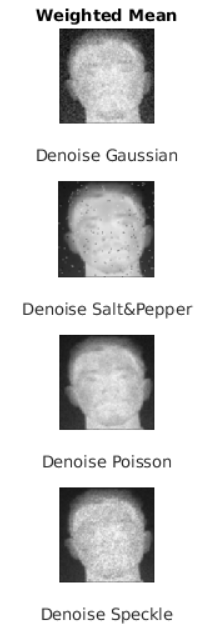 Weighted Mean
Denoise Gaussian
Denoise Salt&Pepper
Denoise Poisson
Denoise Speckle